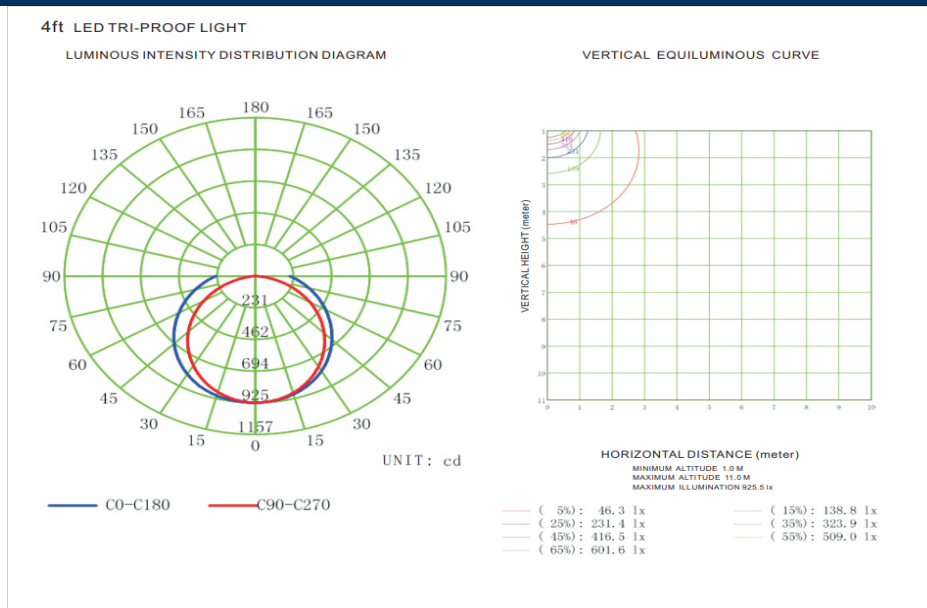 4ft LED TRI-PROOF LIGHT
LUMINOUS INTENSITY DISTRIBUTION DIAGRAM
180
165 165
150 150
135 135
120 120
105 105
90 90
75 75
60 60
45 45
30 30
15 15
0
231
462
694
925
1157
UNIT: cd
C0-C180 C90-C270
VERTICAL EQUILUMINOUS CURVE
VERTICAL HEIGHT (meter)
1
2
3
4
5
6
7
8
9
10
11
0 1 2 3 4 5 6 7 8 9 10
416
323
231
138
46
HORIZONTAL DISTANCE (meter)
MINIMUM ALTITUDE 1.0 M
MAXIMUM ALTITUDE 11.0 M
MAXIMUM ILLUMINATION 925.5 lx
( 5%): 46.3 lx ( 15%): 138.8 lx
( 25%): 231.4 lx ( 35%): 323.9 lx
( 45%): 416.5 lx ( 55%): 509.0 lx
( 65%): 601.6 lx